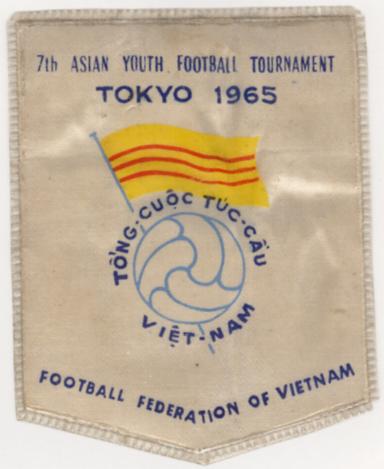 7th ASIAN YOUTH FOOTBALL TOURNAMENT
TOKYO 1965
TỔNG-CUỘC TÚC-CẦU
VIỆT-NAM
FOOTBALL FEDERATION OF VIETNAM